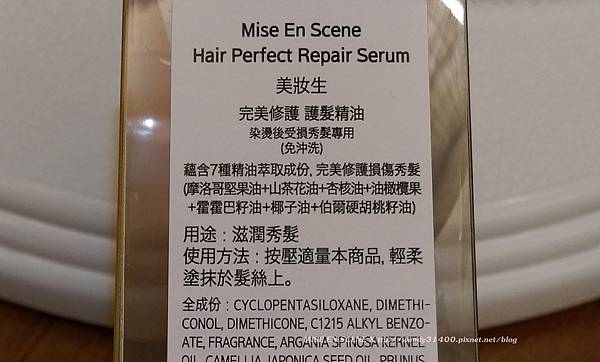 Mise En Scene
Hair Perfect Repair Serum
美妝生
完美修護 護髮精油
染燙後受損秀髮專用
(免沖洗)
蘊含7種精油萃取成份, 完美修護損傷秀髮
(摩洛哥堅果油+山茶花油+杏核油+油橄欖果
+霍霍巴籽油+椰子油+伯爾硬胡桃籽油)
用途 : 滋潤秀髮
使用方法 : 按壓適量本商品, 輕柔
塗抹於髮絲上。
全成份 : CYCLOPENTASILOXANE, DIMETHI-
CONOL, DIMETHICONE, C1215 ALKYL BENZO-
ATE, FRAGRANCE, ARGANIA SPINOSA KERNEL
OIL, CAMELLIA JAPONICA SEED OIL, PRUNUS